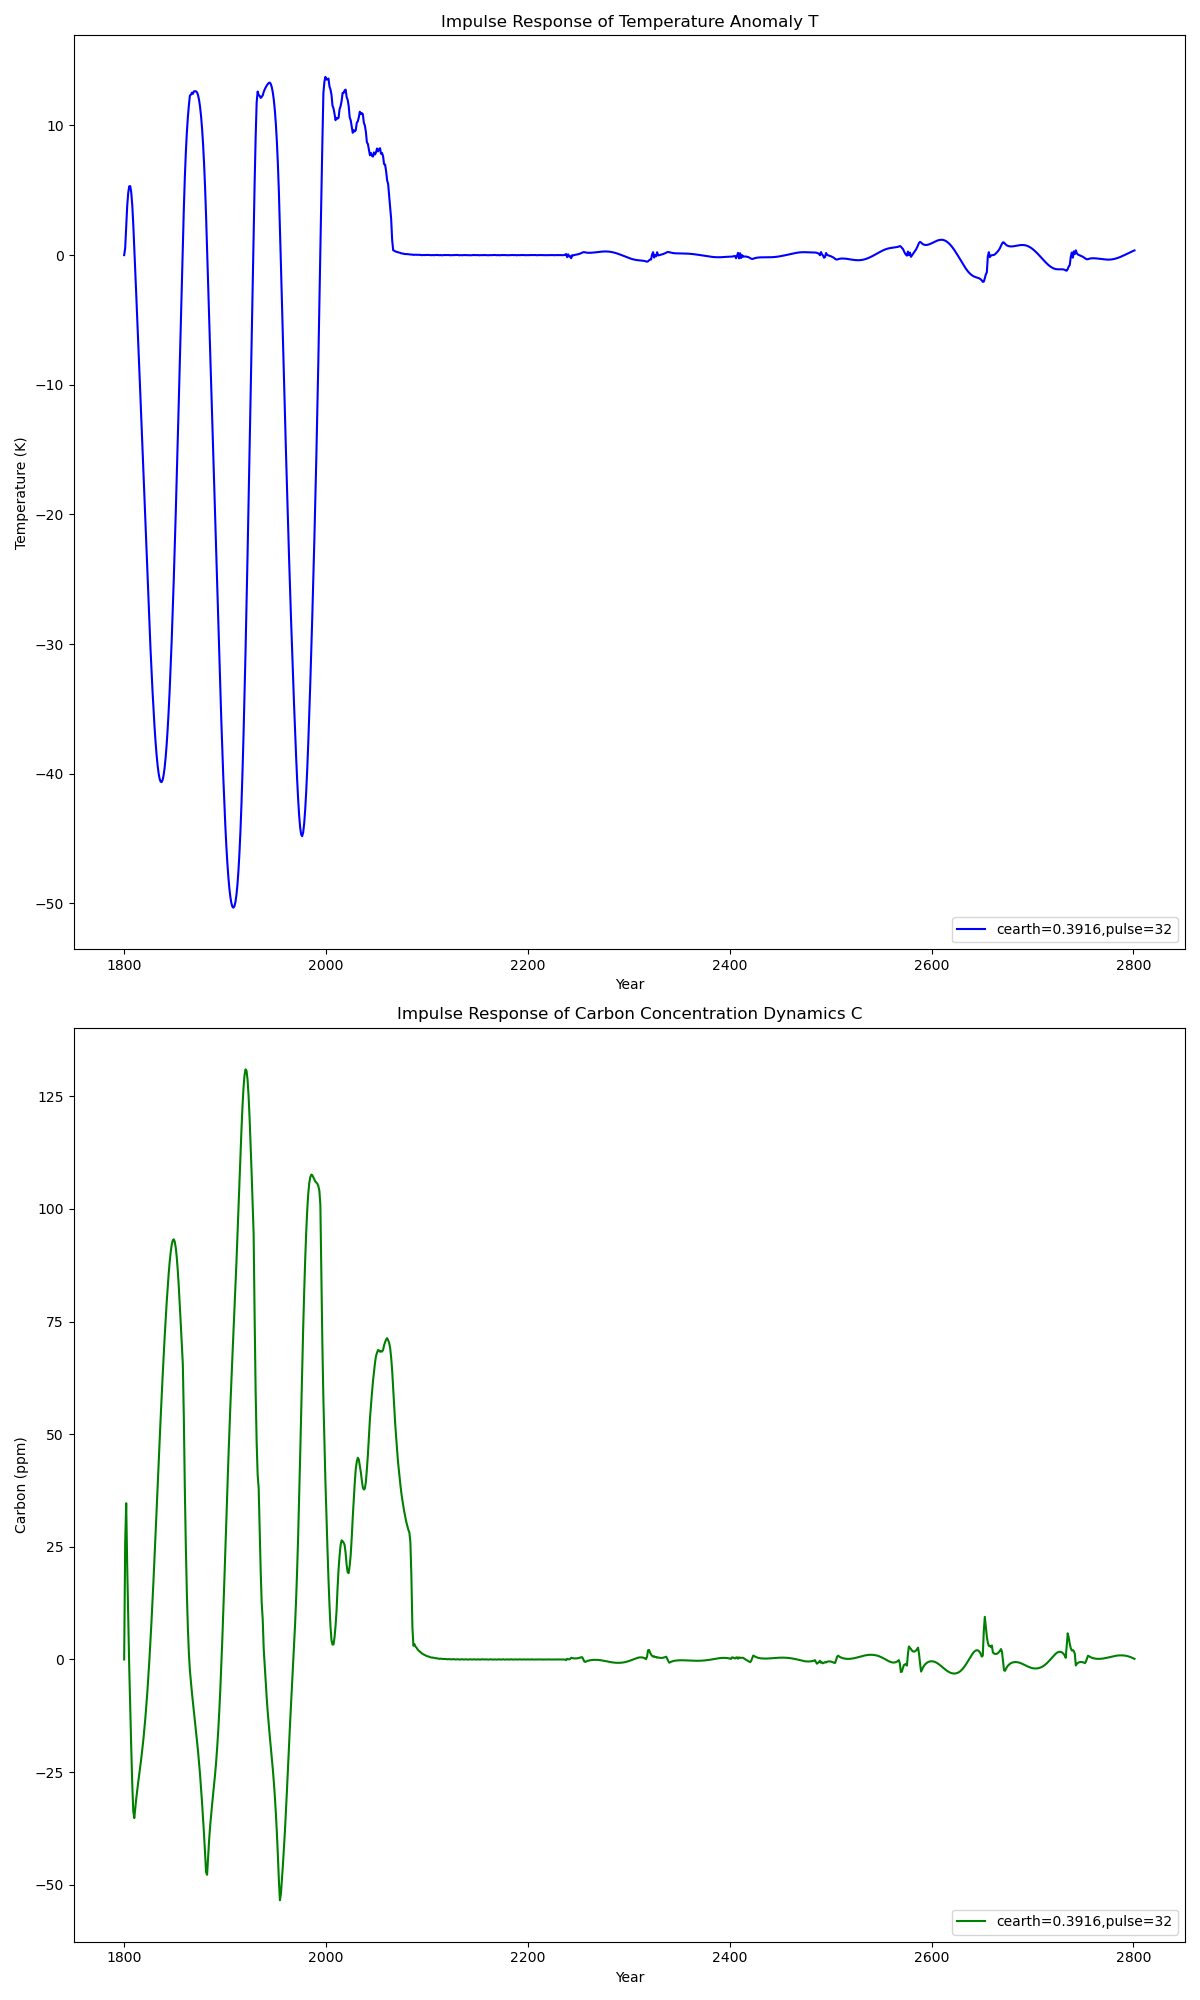 Impulse Response of Temperature Anomaly T
10
0
−10
−20
−30
−40
−50
Temperature (K)
cearth=0.3916,pulse=32
1800 2000 2200 2400 2600 2800
Year
Impulse Response of Carbon Concentration Dynamics C
125
100
75
50
25
0
−25
−50
Carbon (ppm)
cearth=0.3916,pulse=32
1800 2000 2200 2400 2600 2800
Year